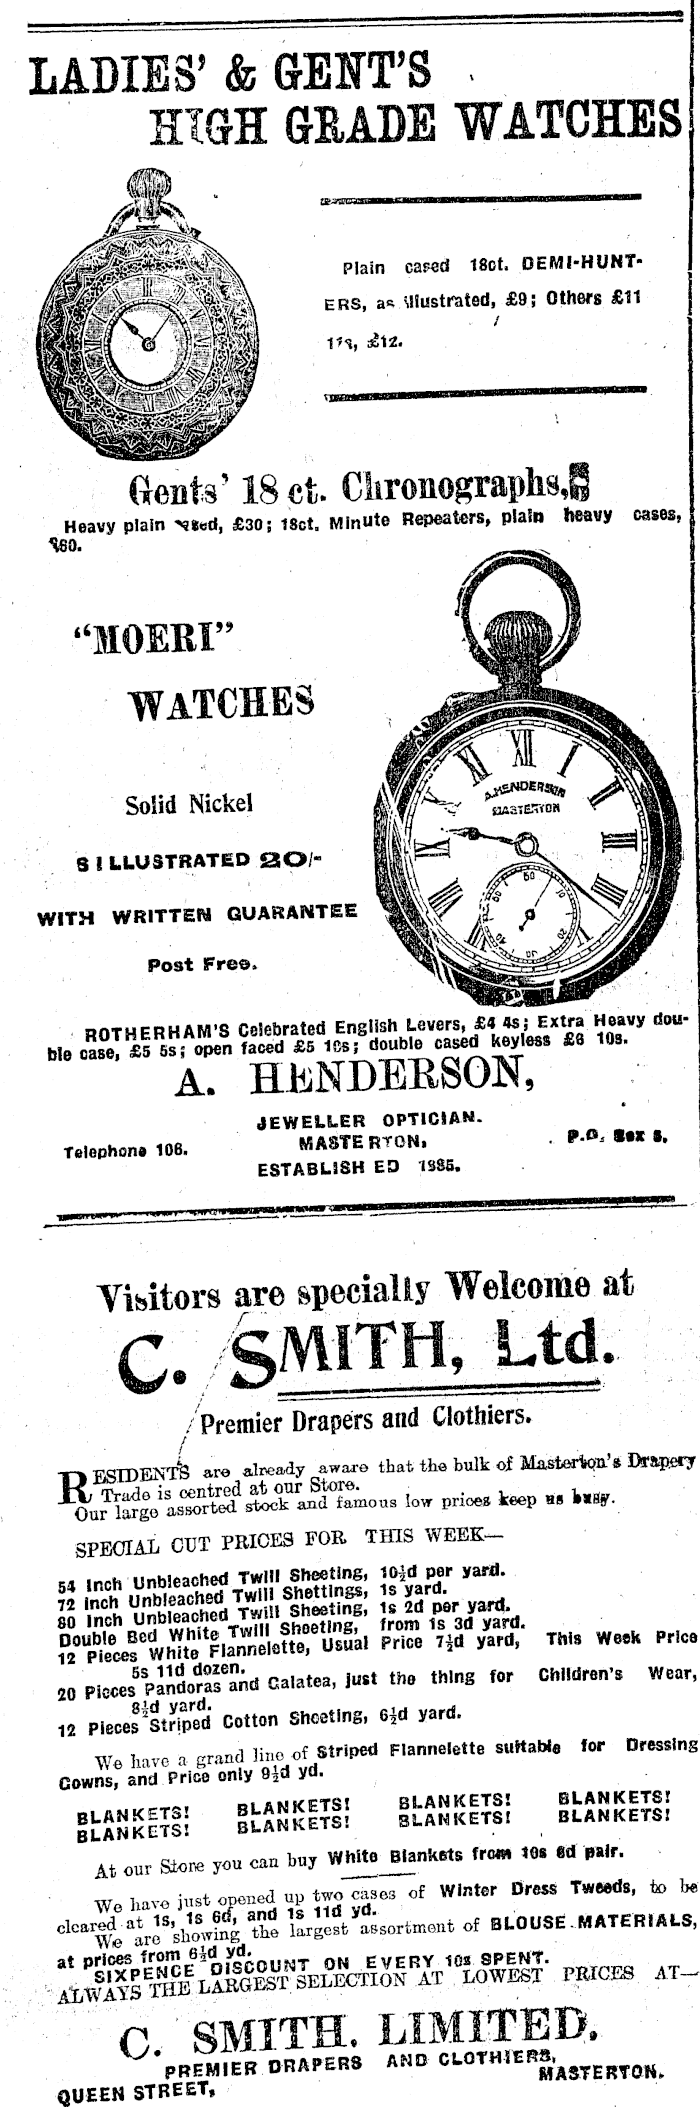 LADIES' & GENT'S
HIGH GRADE WATCHES
Plain cased 18ct. DEMI-HUNT-
ERS, as illustrated, £9; Others £11
11s, £12.
Gents' 18 ct. Chronographs,
Heavy plain cased, £30; 18ct. Minute Repeaters, plain heavy cases,
£60.
"MOERI"
WATCHES
Solid Nickel
S ILLUSTRATED 20/-
WITH WRITTEN QUARANTEE
Post Free.
A. HENDERSON
MASTERTON
ROTHERHAM'S Celebrated English Levers, £4 4s; Extra Heavy dou-
ble case, £5 5s; open faced £5 10s; double cased keyless £6 10s.
A. HENDERSON,
JEWELLER OPTICIAN.
Telephone 106. MASTERTON, P.O. Box 5,
ESTABLISHED 1885.
Visitors are specially Welcome at
C. SMITH, Ltd.
Premier Drapers and Clothiers.
RESIDENTS are already aware that the bulk of Masterton's Drapery
Trade is centred at our Store.
Our large assorted stock and famous low prices keep us busy.
SPECIAL CUT PRICES FOR THIS WEEK—
54 Inch Unbleached Twill Sheeting, 10½d per yard.
72 Inch Unbleached Twill Shettings, 1s yard.
80 Inch Unbleached Twill Sheeting, 1s 2d per yard.
Double Bed White Twill Sheeting, from 1s 3d yard.
12 Pieces White Flannelette, Usual Price 7½d yard, This Week Price
5s 11d dozen.
20 Pieces Pandoras and Galatea, just the thing for Children's Wear,
8½d yard.
12 Pieces Striped Cotton Sheeting, 6½d yard.
We have a grand line of Striped Flannelette suitable for Dressing
Gowns, and Price only 9½d yd.
BLANKETS! BLANKETS! BLANKETS! BLANKETS!
BLANKETS! BLANKETS! BLANKETS! BLANKETS!
At our Store you can buy White Blankets from 10s 6d pair.
We have just opened up two cases of Winter Dress Tweeds, to be
cleared at 1s, 1s 6d, and 1s 11d yd.
We are showing the largest assortment of BLOUSE MATERIALS,
at prices from 6½d yd.
SIXPENCE DISCOUNT ON EVERY 10s SPENT.
ALWAYS THE LARGEST SELECTION AT LOWEST PRICES AT—
C. SMITH. LIMITED.
PREMIER DRAPERS AND CLOTHIERS,
QUEEN STREET, MASTERTON.